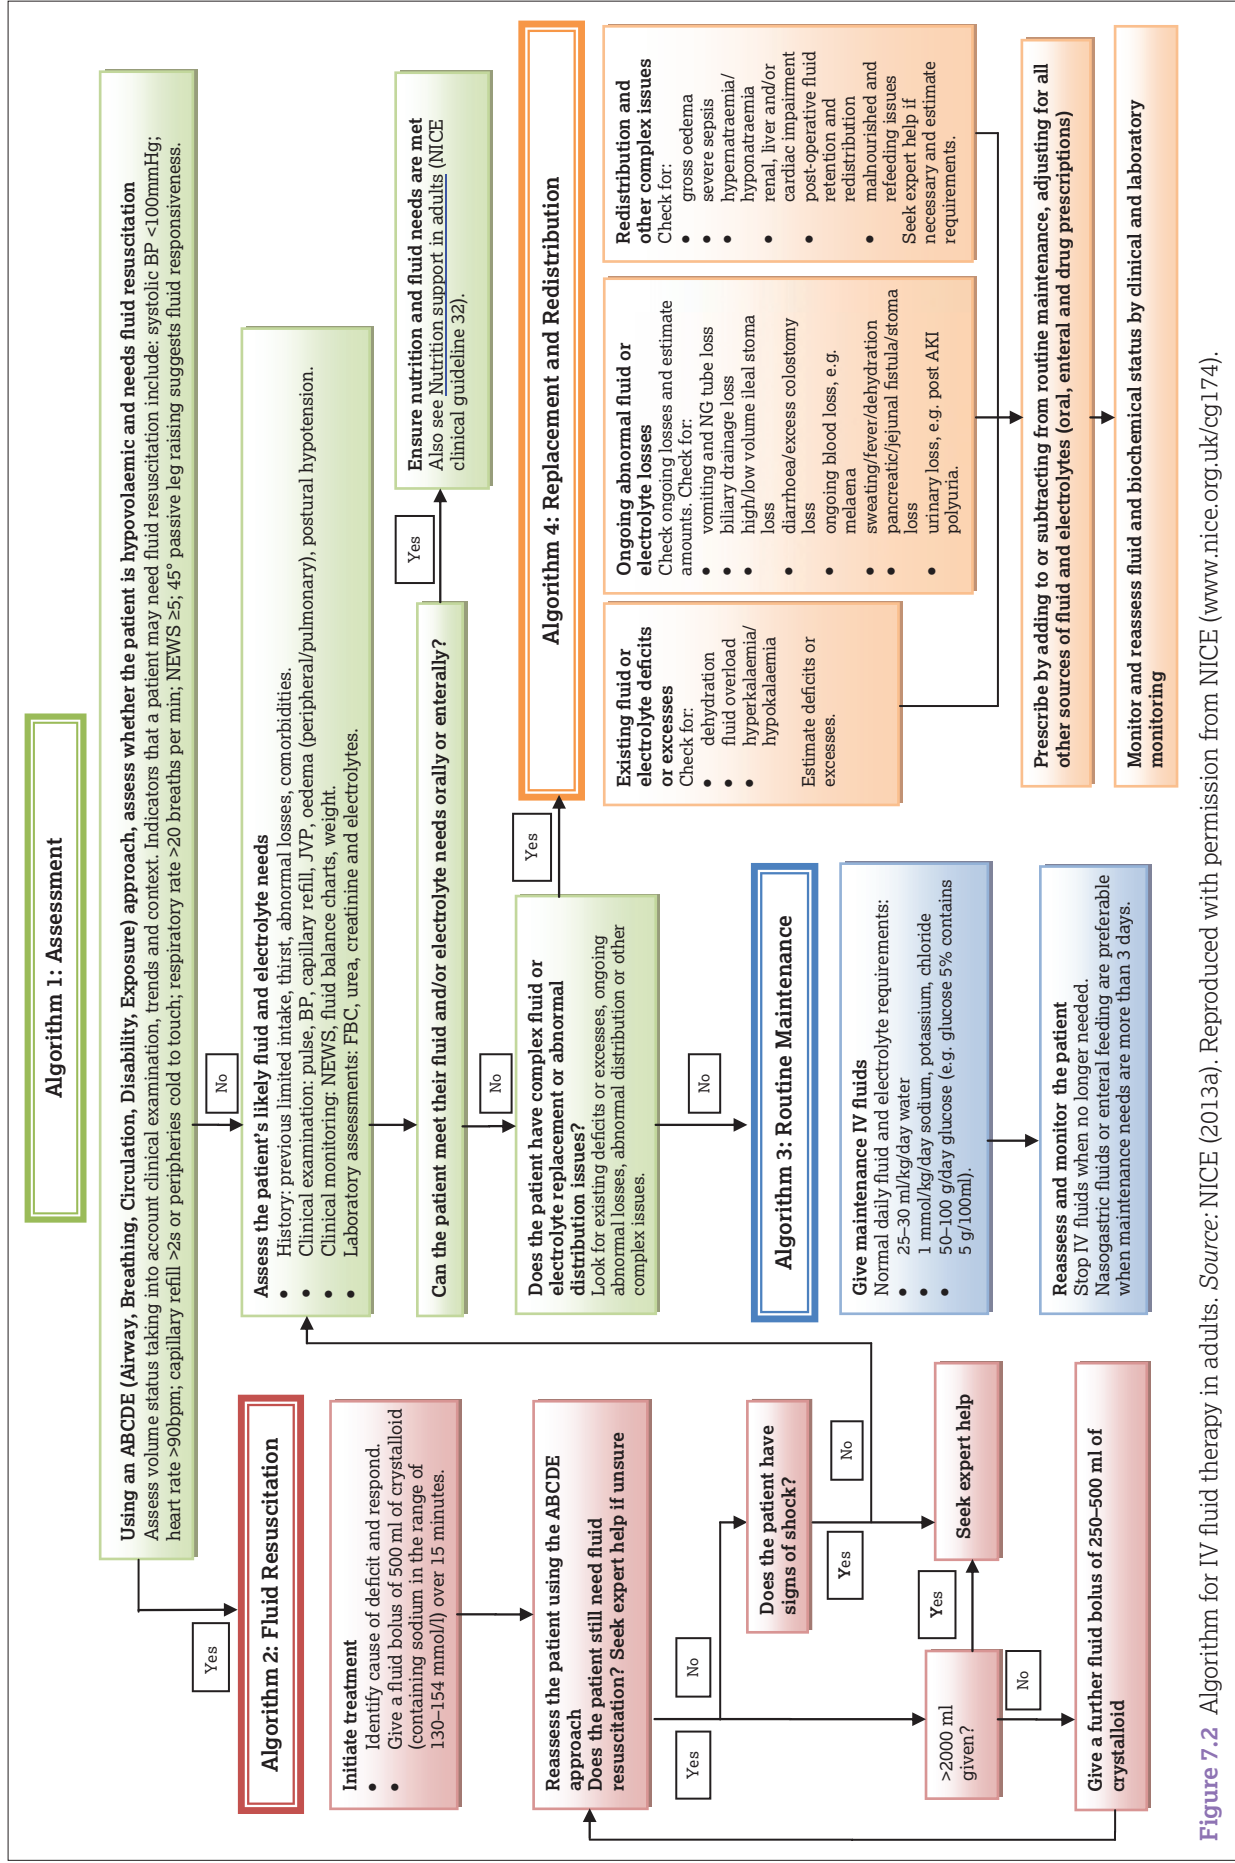 Algorithm 1: Assessment
Using an ABCDE (Airway, Breathing, Circulation, Disability, Exposure) approach, assess whether the patient is hypovolaemic and needs fluid resuscitation
Assess volume status taking into account clinical examination, trends and context. Indicators that a patient may need fluid resuscitation include: systolic BP <100mmHg;
heart rate >90bpm; capillary refill >2s or peripheries cold to touch; respiratory rate >20 breaths per min; NEWS ≥5; 45° passive leg raising suggests fluid responsiveness.
Yes
No
Algorithm 2: Fluid Resuscitation
Initiate treatment
• Identify cause of deficit and respond.
• Give a fluid bolus of 500 ml of crystalloid
(containing sodium in the range of
130–154 mmol/l) over 15 minutes.
Reassess the patient using the ABCDE
approach
Does the patient still need fluid
resuscitation? Seek expert help if unsure
Yes
No
Does the patient have
signs of shock?
Yes
No
>2000 ml
given?
Yes
No
Seek expert help
Give a further fluid bolus of 250–500 ml of
crystalloid
Assess the patient's likely fluid and electrolyte needs
• History: previous limited intake, thirst, abnormal losses, comorbidities.
• Clinical examination: pulse, BP, capillary refill, JVP, oedema (peripheral/pulmonary), postural hypotension.
• Clinical monitoring: NEWS, fluid balance charts, weight.
• Laboratory assessments: FBC, urea, creatinine and electrolytes.
Can the patient meet their fluid and/or electrolyte needs orally or enterally?
Yes
Ensure nutrition and fluid needs are met
Also see Nutrition support in adults (NICE
clinical guideline 32).
No
Does the patient have complex fluid or
electrolyte replacement or abnormal
distribution issues?
Look for existing deficits or excesses, ongoing
abnormal losses, abnormal distribution or other
complex issues.
Yes
No
Algorithm 3: Routine Maintenance
Give maintenance IV fluids
Normal daily fluid and electrolyte requirements:
• 25–30 ml/kg/day water
• 1 mmol/kg/day sodium, potassium, chloride
• 50–100 g/day glucose (e.g. glucose 5% contains
5 g/100ml).
Reassess and monitor the patient
Stop IV fluids when no longer needed.
Nasogastric fluids or enteral feeding are preferable
when maintenance needs are more than 3 days.
Algorithm 4: Replacement and Redistribution
Existing fluid or
electrolyte deficits
or excesses
Check for:
• dehydration
• fluid overload
• hyperkalaemia/
hypokalaemia
Estimate deficits or
excesses.
Ongoing abnormal fluid or
electrolyte losses
Check ongoing losses and estimate
amounts. Check for:
• vomiting and NG tube loss
• biliary drainage loss
• high/low volume ileal stoma
loss
• diarrhoea/excess colostomy
loss
• ongoing blood loss, e.g.
melaena
• sweating/fever/dehydration
• pancreatic/jejunal fistula/stoma
loss
• urinary loss, e.g. post AKI
polyuria.
Redistribution and
other complex issues
Check for:
• gross oedema
• severe sepsis
• hypernatraemia/
hyponatraemia
• renal, liver and/or
cardiac impairment
• post-operative fluid
retention and
redistribution
• malnourished and
refeeding issues
Seek expert help if
necessary and estimate
requirements.
Prescribe by adding to or subtracting from routine maintenance, adjusting for all
other sources of fluid and electrolytes (oral, enteral and drug prescriptions)
Monitor and reassess fluid and biochemical status by clinical and laboratory
monitoring
Figure 7.2 Algorithm for IV fluid therapy in adults. Source: NICE (2013a). Reproduced with permission from NICE (www.nice.org.uk/cg174).